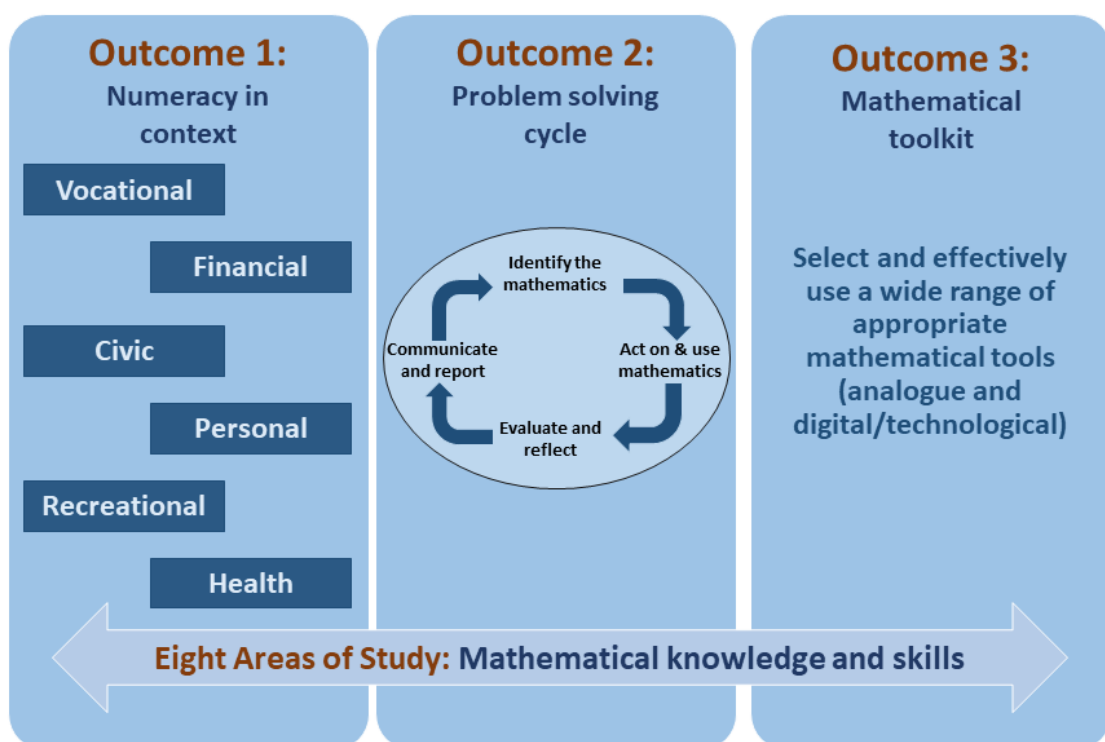 Outcome 1:
Numeracy in
context
Vocational
Financial
Civic
Personal
Recreational
Health
Outcome 2:
Problem solving
cycle
Identify the
mathematics
Act on & use
mathematics
Evaluate and
reflect
Communicate
and report
Outcome 3:
Mathematical
toolkit
Select and effectively
use a wide range of
appropriate
mathematical tools
(analogue and
digital/technological)
Eight Areas of Study: Mathematical knowledge and skills